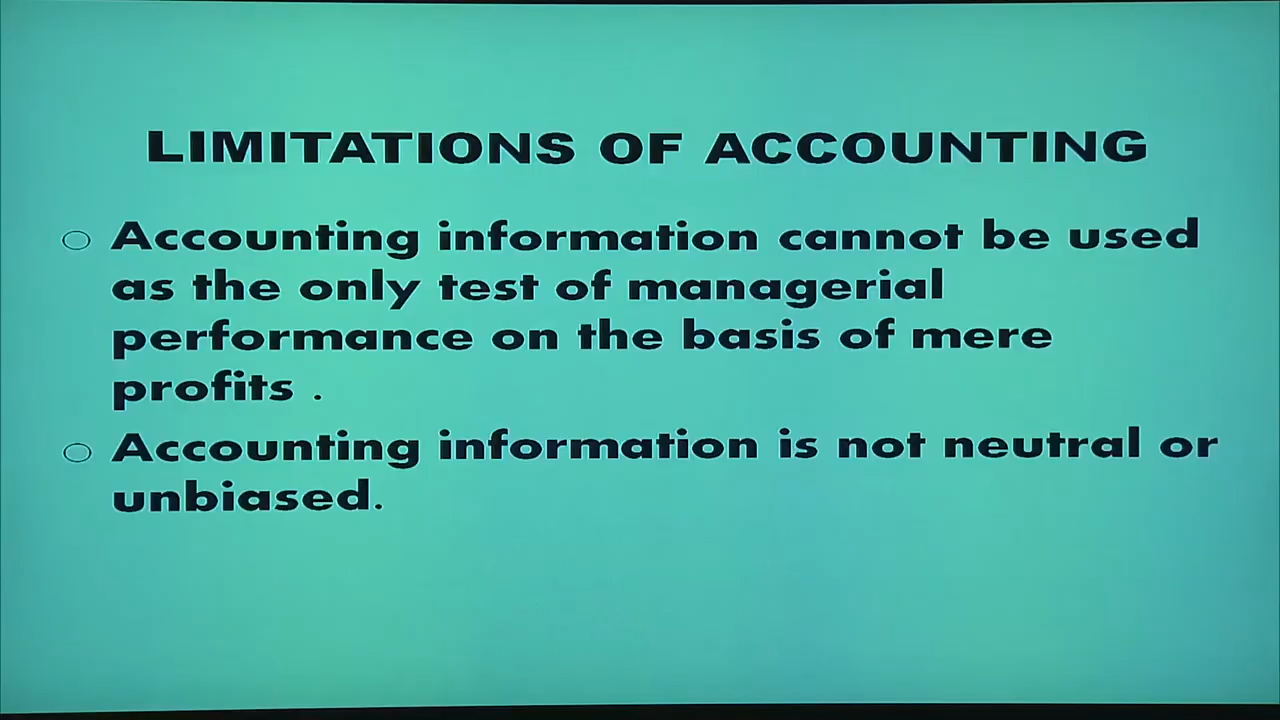 LIMITATIONS OF ACCOUNTING
Accounting information cannot be used
as the only test of managerial
performance on the basis of mere
profits .
Accounting information is not neutral or
unbiased.